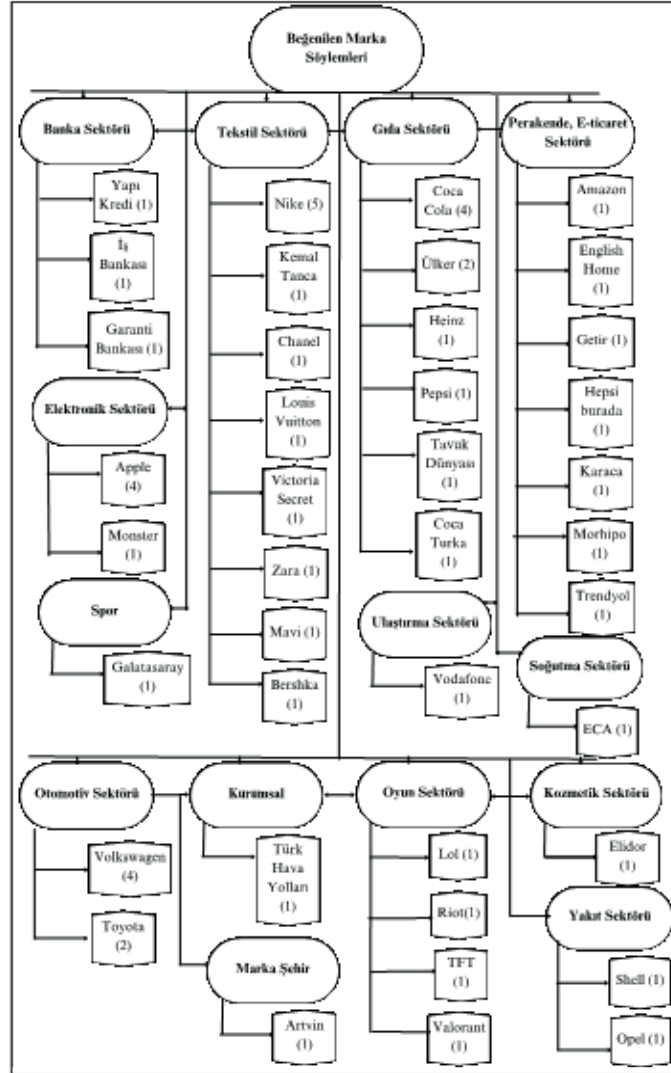 Beğenilen Marka
Söylemleri
Banka Sektörü
Yapı
Kredi (1)
İş
Bankası
(1)
Garanti
Bankası (1)
Elektronik Sektörü
Apple
(4)
Monster
(1)
Spor
Galatasaray
(1)
Tekstil Sektörü
Nike (5)
Kemal
Tanca
(1)
Chanel
(1)
Louis
Vuitton
(1)
Victoria
Secret
(1)
Zara (1)
Mavi (1)
Bershka
(1)
Gıda Sektörü
Coca
Cola (4)
Ülker (2)
Heinz
(1)
Pepsi (1)
Tavuk
Dünyası
(1)
Coca
Turka
(1)
Ulaştırma Sektörü
Vodafone
(1)
Perakende, E-ticaret
Sektörü
Amazon
(1)
English
Home
(1)
Getir (1)
Hepsi
burada
(1)
Karaca
(1)
Morhipo
(1)
Trendyol
(1)
Soğutma Sektörü
ECA (1)
Otomotiv Sektörü
Volkswagen
(4)
Toyota
(2)
Kurumsal
Türk
Hava
Yolları
(1)
Marka Şehir
Artvin
(1)
Oyun Sektörü
Lol (1)
Riot(1)
TFT
(1)
Valorant
(1)
Kozmetik Sektörü
Elidor
(1)
Yakıt Sektörü
Shell (1)
Opel (1)